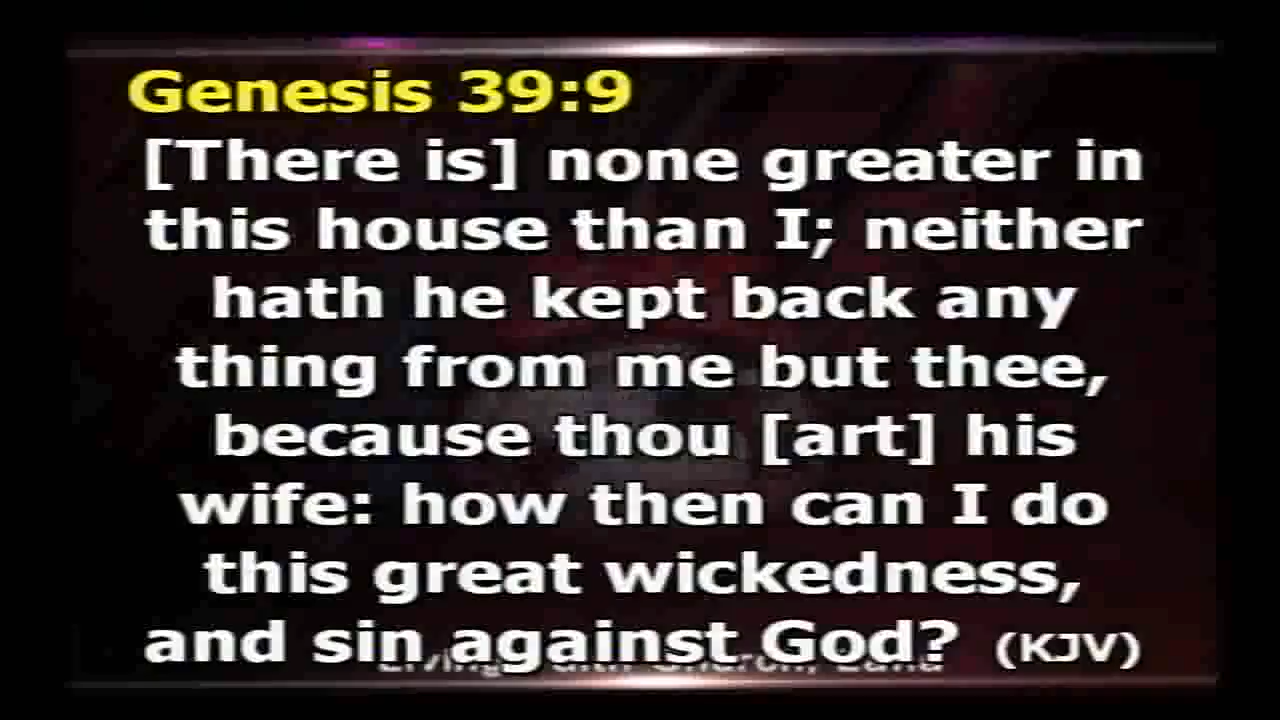 Genesis 39:9
[There is] none greater in
this house than I; neither
hath he kept back any
thing from me but thee,
because thou [art] his
wife: how then can I do
this great wickedness,
and sin against God? (KJV)